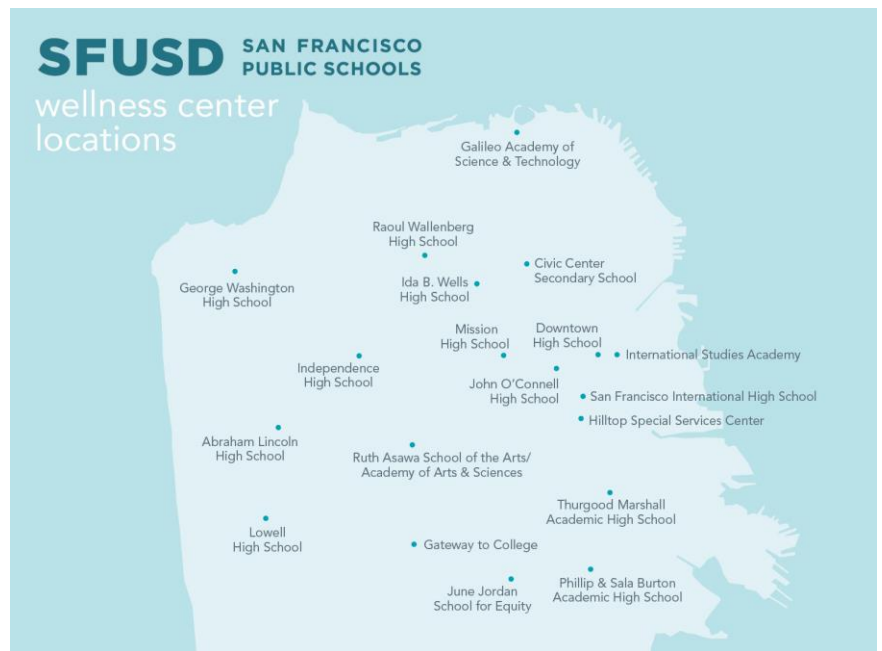 SFUSD
SAN FRANCISCO
PUBLIC SCHOOLS
wellness center
locations
Galileo Academy of
Science & Technology
Raoul Wallenberg
High School
Civic Center
Secondary School
George Washington
High School
Ida B. Wells
High School
Mission
High School
Downtown
High School
International Studies Academy
Independence
High School
John O'Connell
High School
San Francisco International High School
Hilltop Special Services Center
Abraham Lincoln
High School
Ruth Asawa School of the Arts/
Academy of Arts & Sciences
Thurgood Marshall
Academic High School
Lowell
High School
Gateway to College
June Jordan
School for Equity
Phillip & Sala Burton
Academic High School